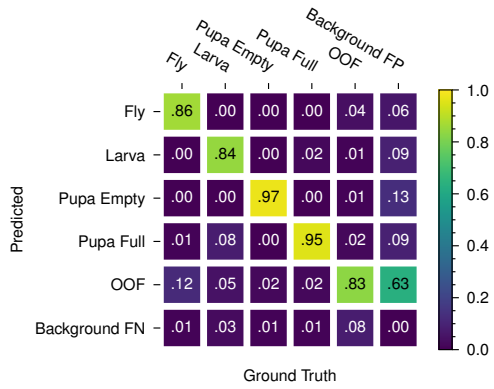 Fly Larva Pupa Empty Pupa Full OOF Background FP
Fly .86 .00 .00 .00 .04 .06
Larva .00 .84 .00 .02 .01 .09
Pupa Empty .00 .00 .97 .00 .01 .13
Pupa Full .01 .08 .00 .95 .02 .09
OOF .12 .05 .02 .02 .83 .63
Background FN .01 .03 .01 .01 .08 .00
Predicted
Ground Truth
1.0
0.8
0.6
0.4
0.2
0.0